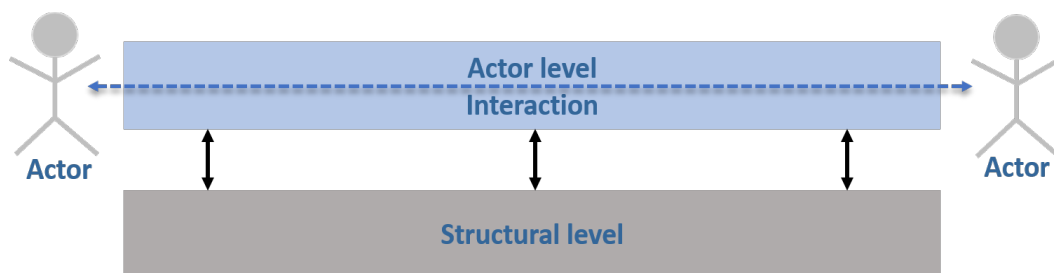 Actor level
Interaction
Actor
Actor
Structural level